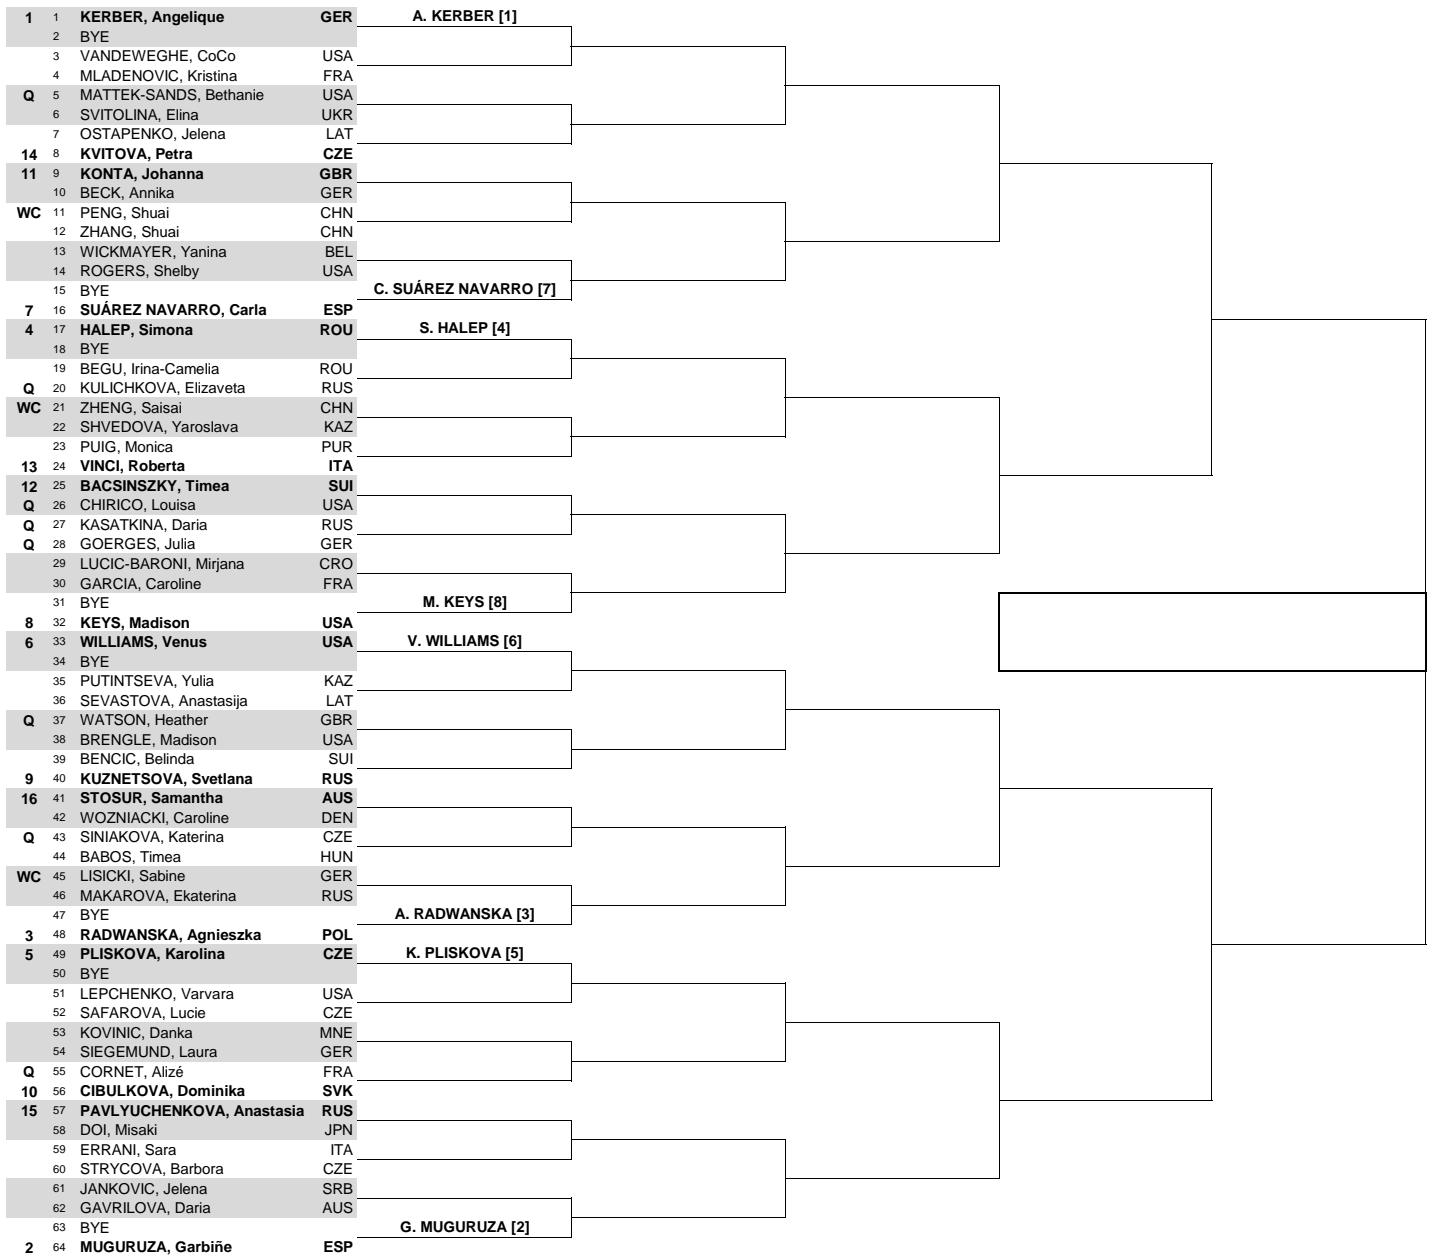 1 1 KERBER, Angelique GER A. KERBER [1]
2 BYE
3 VANDEWEGHE, CoCo USA
4 MLADENOVIC, Kristina FRA
Q 5 MATTEK-SANDS, Bethanie USA
6 SVITOLINA, Elina UKR
7 OSTAPENKO, Jelena LAT
14 8 KVITOVA, Petra CZE
11 9 KONTA, Johanna GBR
10 BECK, Annika GER
WC 11 PENG, Shuai CHN
12 ZHANG, Shuai CHN
13 WICKMAYER, Yanina BEL
14 ROGERS, Shelby USA
15 BYE C. SUÁREZ NAVARRO [7]
7 16 SUÁREZ NAVARRO, Carla ESP
4 17 HALEP, Simona ROU S. HALEP [4]
18 BYE
19 BEGU, Irina-Camelia ROU
Q 20 KULICHKOVA, Elizaveta RUS
WC 21 ZHENG, Saisai CHN
22 SHVEDOVA, Yaroslava KAZ
23 PUIG, Monica PUR
13 24 VINCI, Roberta ITA
12 25 BACSINSZKY, Timea SUI
Q 26 CHIRICO, Louisa USA
Q 27 KASATKINA, Daria RUS
Q 28 GOERGES, Julia GER
29 LUCIC-BARONI, Mirjana CRO
30 GARCIA, Caroline FRA
31 BYE M. KEYS [8]
8 32 KEYS, Madison USA
6 33 WILLIAMS, Venus USA V. WILLIAMS [6]
34 BYE
35 PUTINTSEVA, Yulia KAZ
36 SEVASTOVA, Anastasija LAT
Q 37 WATSON, Heather GBR
38 BRENGLE, Madison USA
39 BENCIC, Belinda SUI
9 40 KUZNETSOVA, Svetlana RUS
16 41 STOSUR, Samantha AUS
42 WOZNIACKI, Caroline DEN
Q 43 SINIAKOVA, Katerina CZE
44 BABOS, Timea HUN
WC 45 LISICKI, Sabine GER
46 MAKAROVA, Ekaterina RUS
47 BYE A. RADWANSKA [3]
3 48 RADWANSKA, Agnieszka POL
5 49 PLISKOVA, Karolina CZE K. PLISKOVA [5]
50 BYE
51 LEPCHENKO, Varvara USA
52 SAFAROVA, Lucie CZE
53 KOVINIC, Danka MNE
54 SIEGEMUND, Laura GER
Q 55 CORNET, Alizé FRA
10 56 CIBULKOVA, Dominika SVK
15 57 PAVLYUCHENKOVA, Anastasia RUS
58 DOI, Misaki JPN
59 ERRANI, Sara ITA
60 STRYCOVA, Barbora CZE
61 JANKOVIC, Jelena SRB
62 GAVRILOVA, Daria AUS
63 BYE G. MUGURUZA [2]
2 64 MUGURUZA, Garbiñe ESP